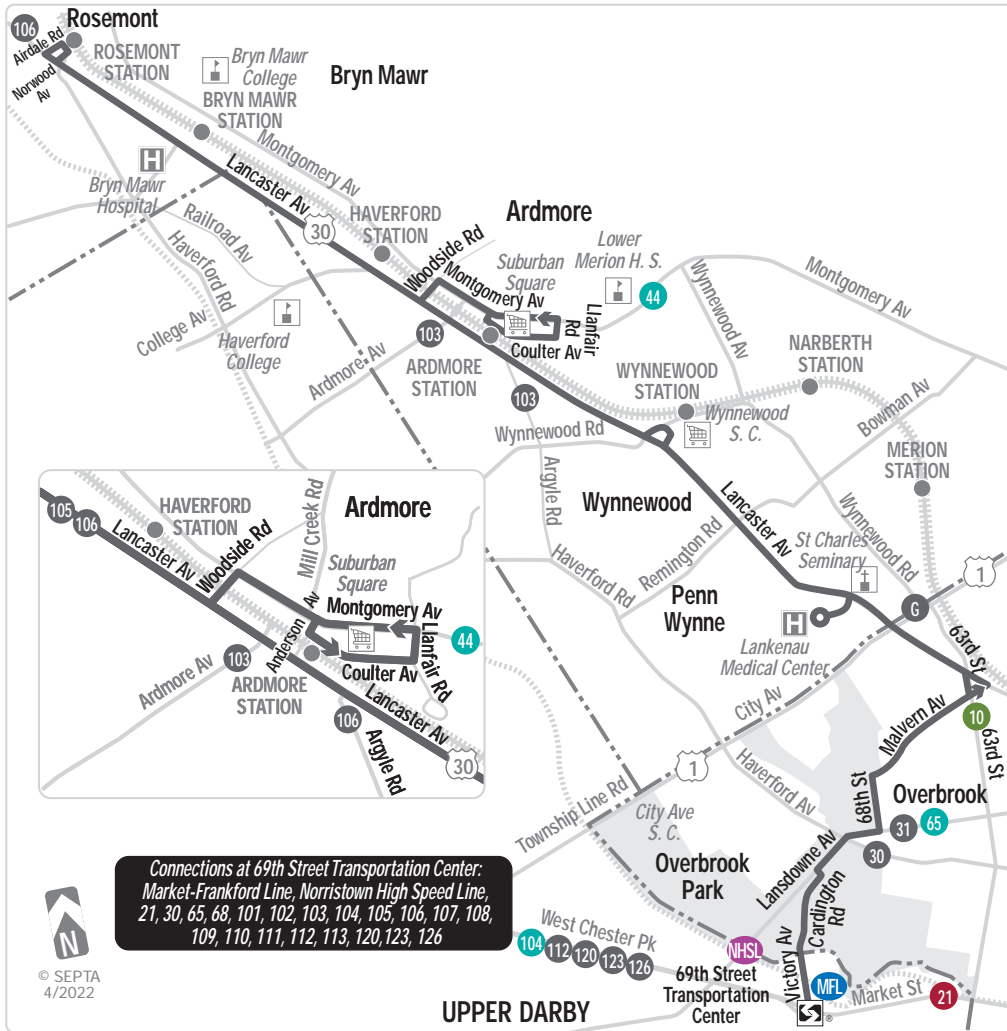 Rosemont
106
Airdale Rd
ROSEMONT
STATION
Norwood
Av
Bryn Mawr
College
Bryn Mawr
BRYN MAWR
STATION
Montgomery Av
H
Bryn Mawr
Hospital
Lancaster Av
30
Railroad Av
Haverford Rd
HAVERFORD
STATION
Woodside Rd
Ardmore
Suburban
Square
Lower
Merion H. S.
44
Montgomery Av
Llanfair
Rd
Coulter Av
Wynnewood Av
Montgomery Av
College Av
Haverford
College
103
Ardmore Av
ARDMORE
STATION
103
WYNNEWOOD
STATION
NARBERTH
STATION
Wynnewood
S. C.
Bowman Av
Wynnewood Rd
MERION
STATION
Argyle Rd
Wynnewood
Lancaster Av
Wynnewood Rd
St Charles
Seminary
1
Haverford Rd
Remington Rd
Penn
Wynne
G
H
Lankenau
Medical Center
63rd St
City Av
Malvern Av
10
63rd St
HAVERFORD
STATION
105
106
Lancaster Av
Woodside Rd
Mill Creek Rd
Ardmore
Suburban
Square
Av
Anderson
Montgomery Av
Llanfair Rd
44
Coulter Av
103
Ardmore Av
ARDMORE
STATION
Lancaster Av
106
Argyle Rd
30
1
Township Line Rd
City Ave
S. C.
Haverford Av
68th St
Overbrook
31
65
30
Overbrook
Park
Lansdowne Av
Cardington
Rd
Connections at 69th Street Transportation Center:
Market-Frankford Line, Norristown High Speed Line,
21, 30, 65, 68, 101, 102, 103, 104, 105, 106, 107, 108,
109, 110, 111, 112, 113, 120,123, 126
N
© SEPTA
4/2022
West Chester Pk
104
112
120
123
126
NHSL
Victory Av
69th Street
Transportation
Center
MFL
Market St
21
®
UPPER DARBY